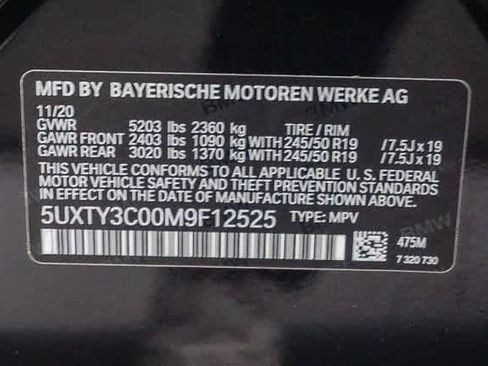 MFD BY BAYERISCHE MOTOREN WERKE AG
11/20
GVWR 5203 lbs 2360 kg TIRE / RIM
GAWR FRONT 2403 lbs 1090 kg WITH 245/50 R19 /7.5J x 19
GAWR REAR 3020 lbs 1370 kg WITH 245/50 R19 /7.5J x 19
THIS VEHICLE CONFORMS TO ALL APPLICABLE U. S. FEDERAL
MOTOR VEHICLE SAFETY AND THEFT PREVENTION STANDARDS
IN EFFECT ON THE DATE OF MANUFACTURE SHOWN ABOVE.
5UXTY3C00M9F12525 TYPE: MPV
475M
7 320 730